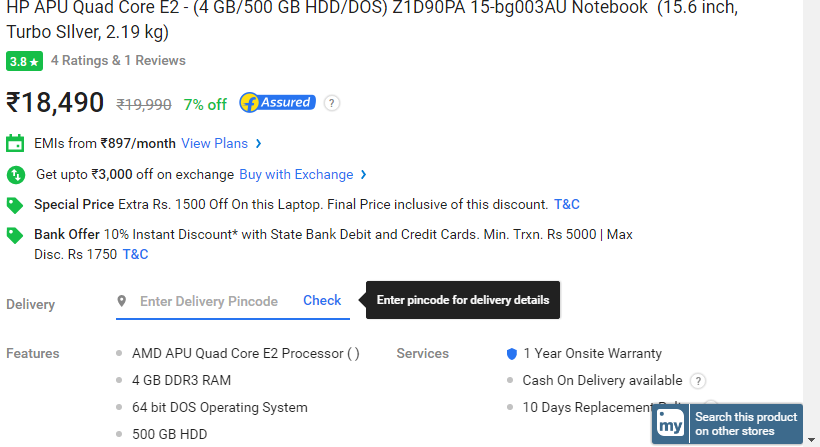 HP APU Quad Core E2 - (4 GB/500 GB HDD/DOS) Z1D90PA 15-bg003AU Notebook (15.6 inch,
Turbo SIlver, 2.19 kg)
3.8 ★ 4 Ratings & 1 Reviews
₹18,490 ₹19,990 7% off f Assured ?
EMIs from ₹897/month View Plans >
Get upto ₹3,000 off on exchange Buy with Exchange >
Special Price Extra Rs. 1500 Off On this Laptop. Final Price inclusive of this discount. T&C
Bank Offer 10% Instant Discount* with State Bank Debit and Credit Cards. Min. Trxn. Rs 5000 | Max
Disc. Rs 1750 T&C
Delivery Enter Delivery Pincode Check Enter pincode for delivery details
Features AMD APU Quad Core E2 Processor ( ) Services 1 Year Onsite Warranty
4 GB DDR3 RAM Cash On Delivery available ?
64 bit DOS Operating System 10 Days Replacement
500 GB HDD
my Search this product
on other stores